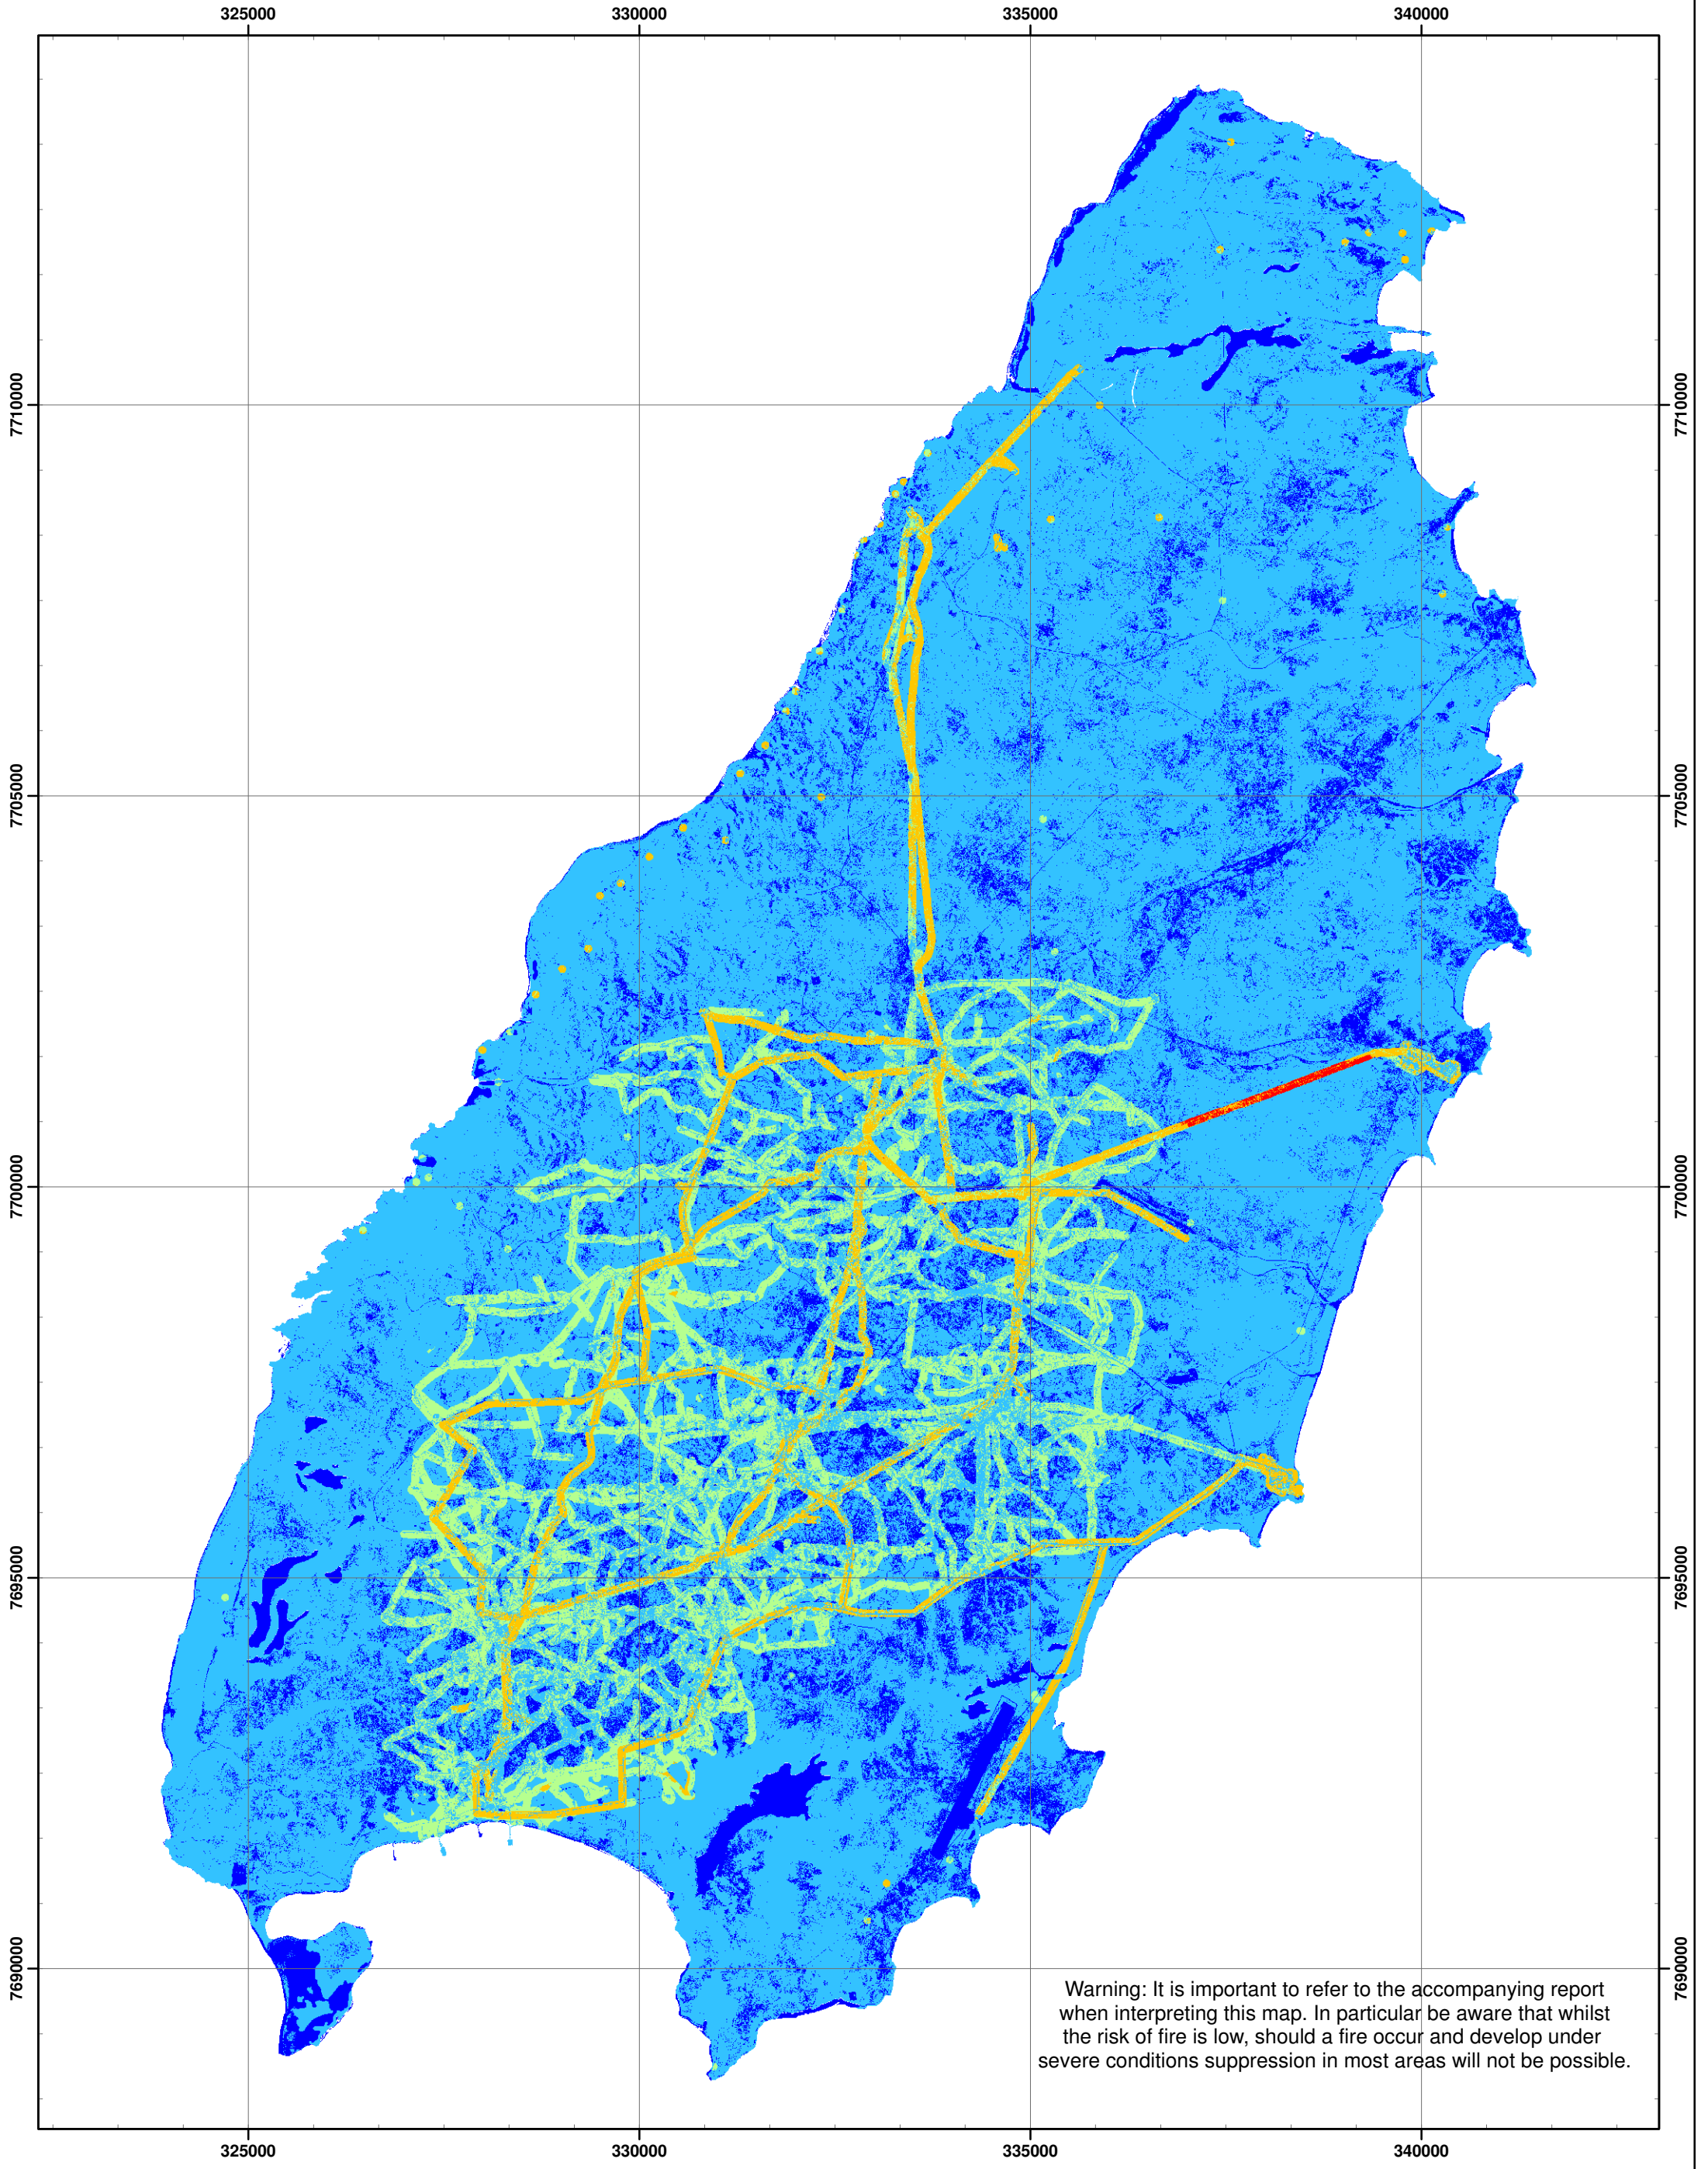 325000 330000 335000 340000
7710000 7710000
7705000 7705000
7700000 7700000
7695000 7695000
7690000 7690000
Warning: It is important to refer to the accompanying report
when interpreting this map. In particular be aware that whilst
the risk of fire is low, should a fire occur and develop under
severe conditions suppression in most areas will not be possible.
325000 330000 335000 340000